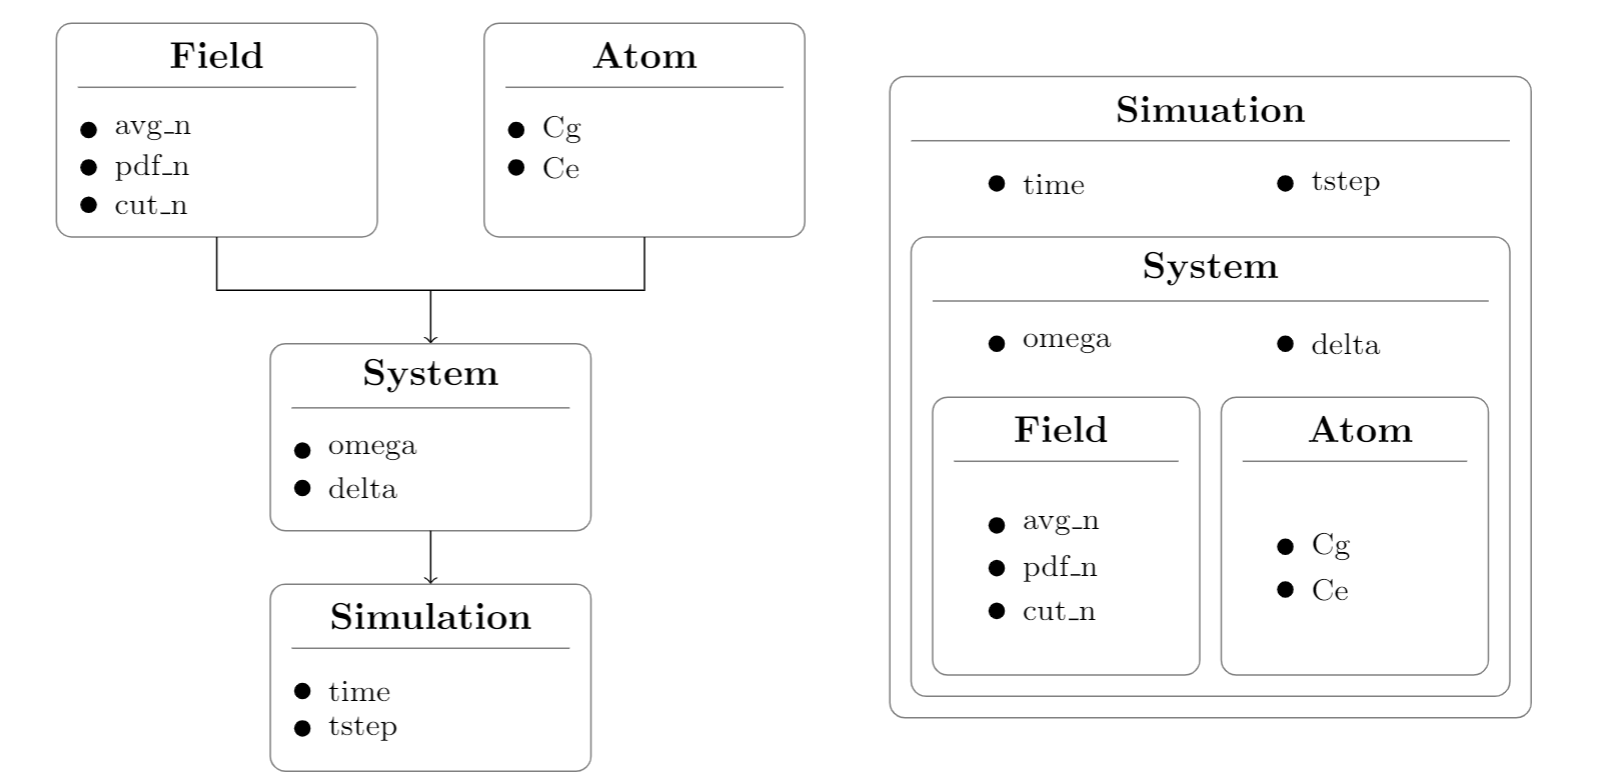 Field
avg_n
pdf_n
cut_n
Atom
Cg
Ce
System
omega
delta
Simulation
time
tstep
Simuation
time
tstep
System
omega
delta
Field
avg_n
pdf_n
cut_n
Atom
Cg
Ce